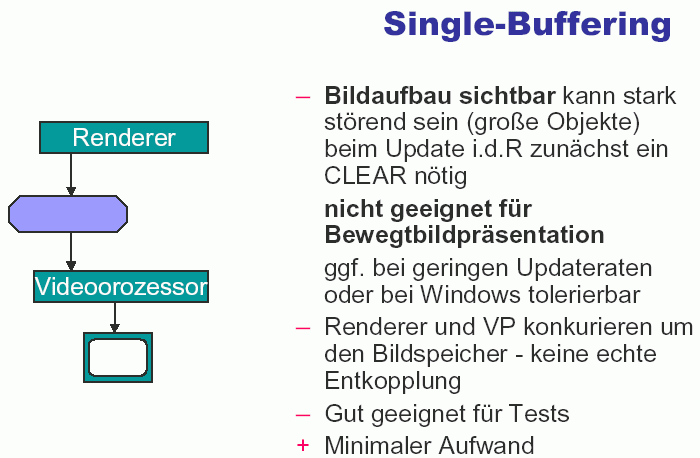 Single-Buffering
Renderer
Videoorozessor
– Bildaufbau sichtbar kann stark
störend sein (große Objekte)
beim Update i.d.R zunächst ein
CLEAR nötig
nicht geeignet für
Bewegtbildpräsentation
ggf. bei geringen Updateraten
oder bei Windows tolerierbar
– Renderer und VP konkurieren um
den Bildspeicher - keine echte
Entkopplung
– Gut geeignet für Tests
+ Minimaler Aufwand